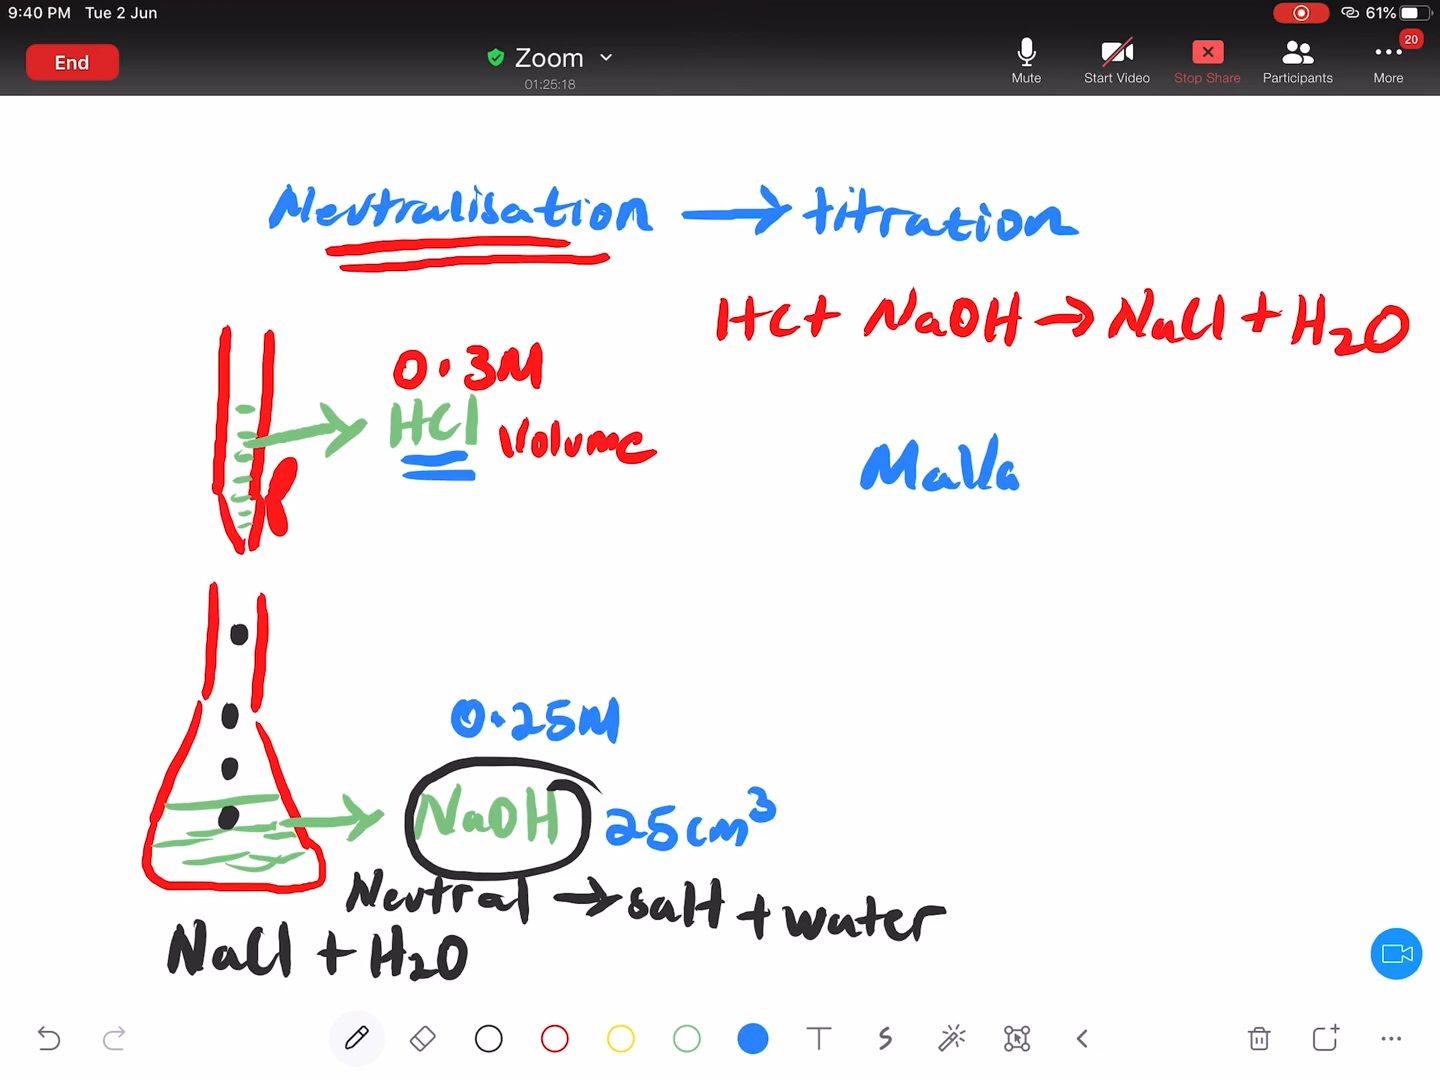 9:40 PM Tue 2 Jun
61%
End
Zoom
01:25:18
Mute
Start Video
Stop Share
Participants
More
20
Neutralisation → titration
HCl + NaOH → NaCl + H2O
0.3M
HCl
Volume
MaVa
0.25M
NaOH
25cm³
Neutral → salt + water
NaCl + H2O
T
S